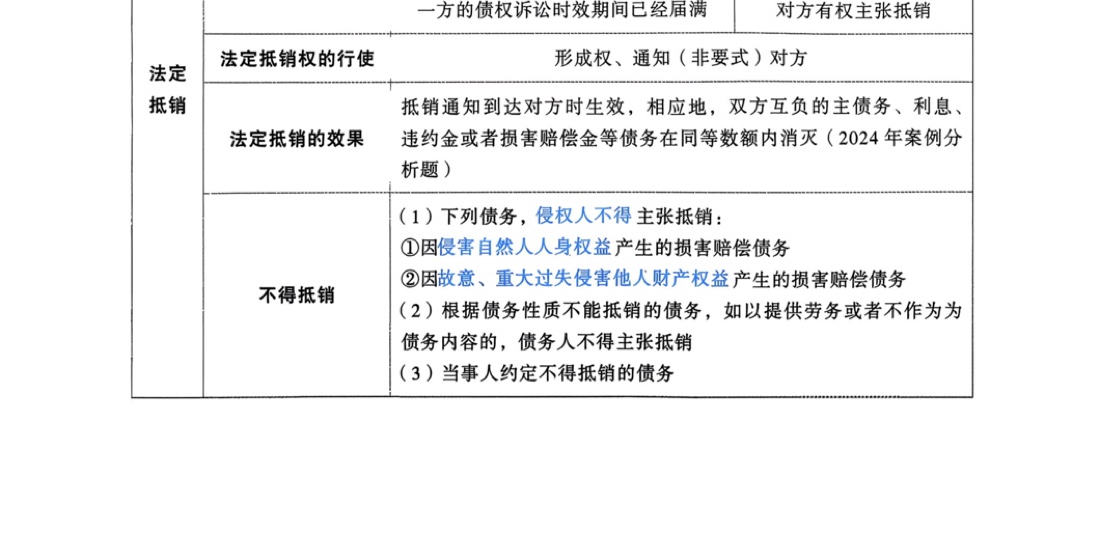 一方的债权诉讼时效期间已经届满
对方有权主张抵销
法定
抵销
法定抵销权的行使
形成权、通知（非要式）对方
法定抵销的效果
抵销通知到达对方时生效，相应地，双方互负的主债务、利息、
违约金或者损害赔偿金等债务在同等数额内消灭（2024 年案例分
析题）
不得抵销
（1）下列债务，侵权人不得主张抵销：
①因侵害自然人人身权益产生的损害赔偿债务
②因故意、重大过失侵害他人财产权益产生的损害赔偿债务
（2）根据债务性质不能抵销的债务，如以提供劳务或者不作为为
债务内容的，债务人不得主张抵销
（3）当事人约定不得抵销的债务